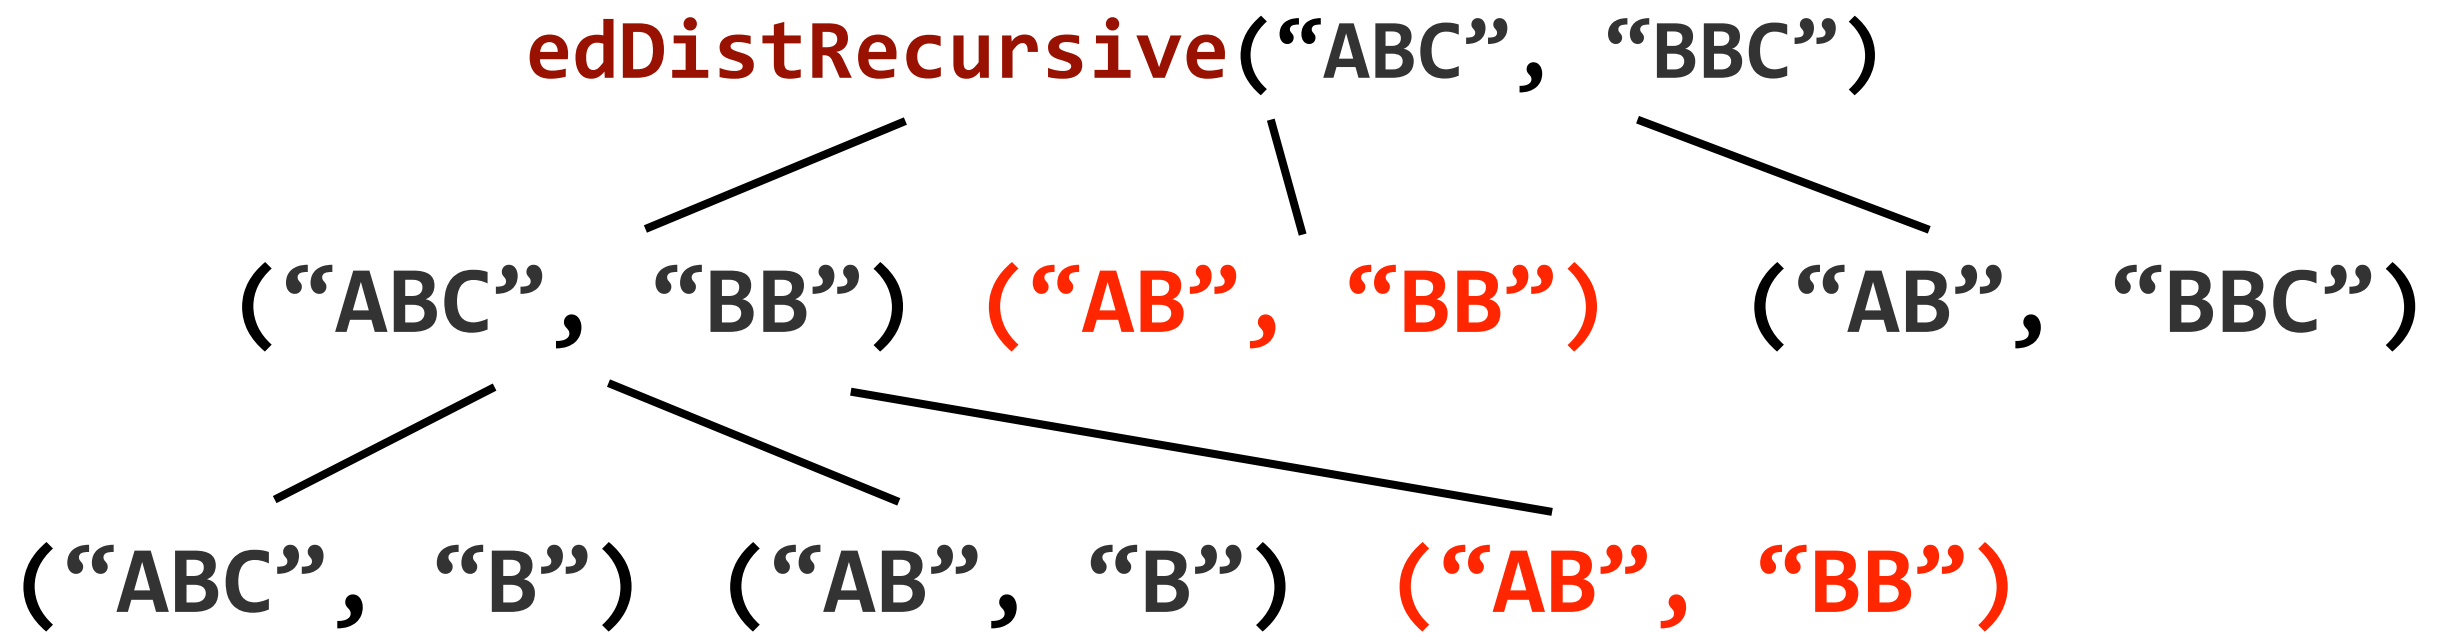 edDistRecursive(“ABC”, “BBC”)
(“ABC”, “BB”) (“AB”, “BB”) (“AB”, “BBC”)
(“ABC”, “B”) (“AB”, “B”) (“AB”, “BB”)